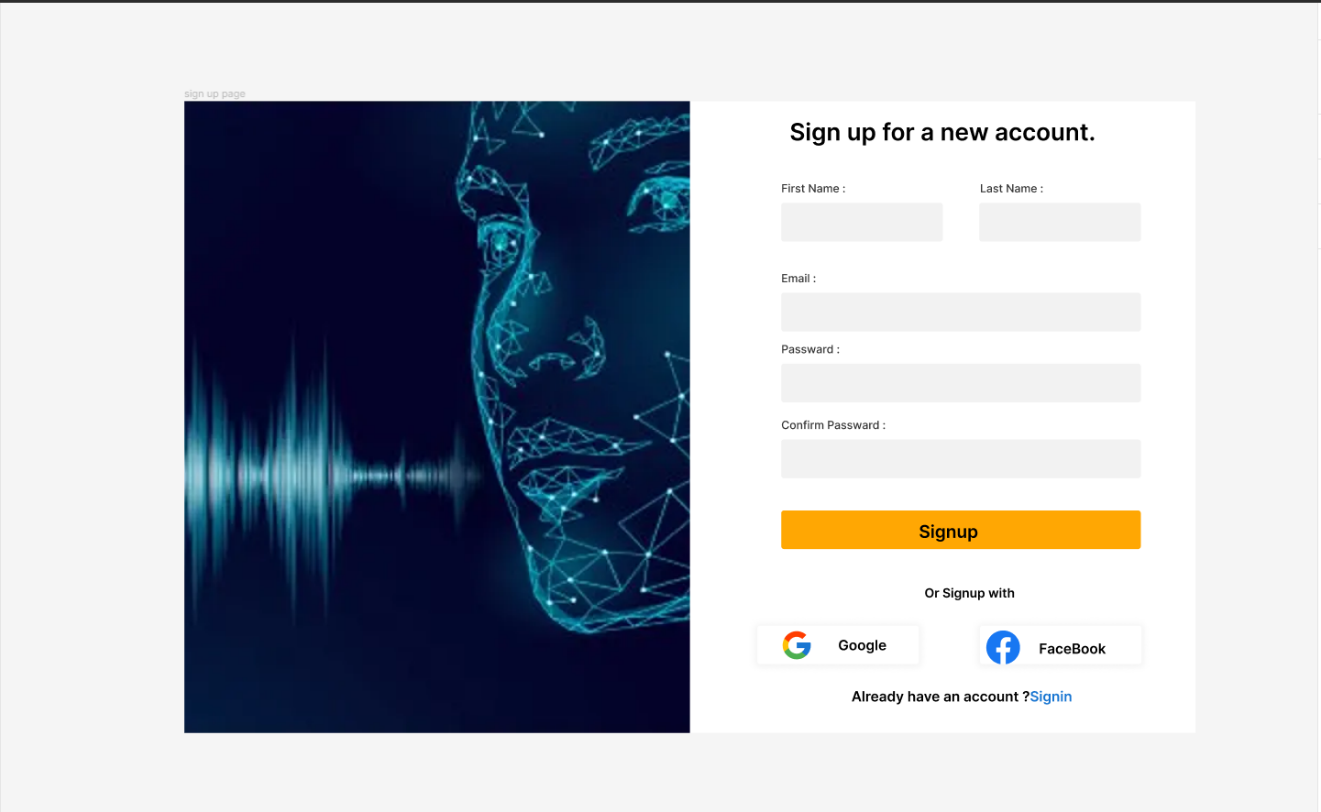 sign up page
Sign up for a new account.
First Name :
Last Name :
Email :
Passward :
Confirm Passward :
Signup
Or Signup with
Google
FaceBook
Already have an account ?Signin